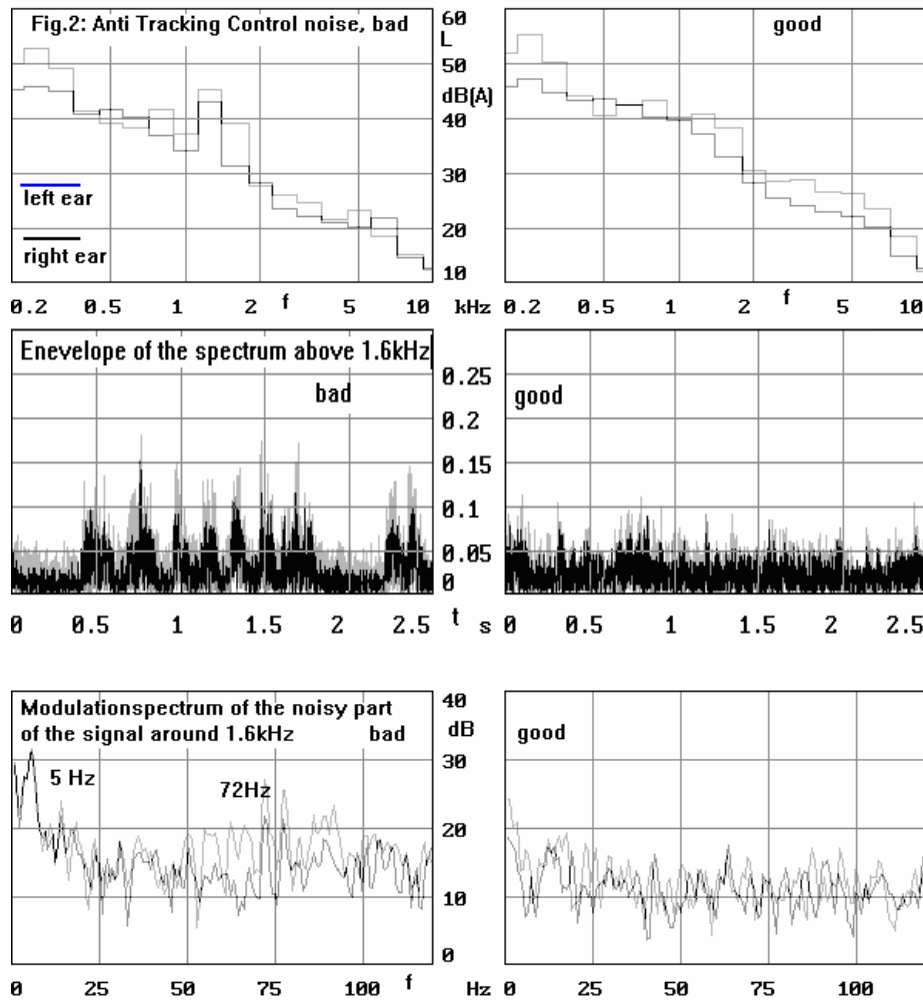 Fig.2: Anti Tracking Control noise, bad
60
L
50
dB(A)
40
30
20
10
left ear
right ear
0.2 0.5 1 f 2 5 10 kHz
good
0.2 0.5 1 2 f 5 10
Enevelope of the spectrum above 1.6kHz
bad
0.25
0.2
0.15
0.1
0.05
0
0 0.5 1 1.5 2 2.5 t s
good
0 0.5 1 1.5 2 2.5
Modulationspectrum of the noisy part
of the signal around 1.6kHz bad
40
dB
30
20
10
0
5 Hz
72Hz
0 25 50 75 100 f Hz
good
0 25 50 75 100